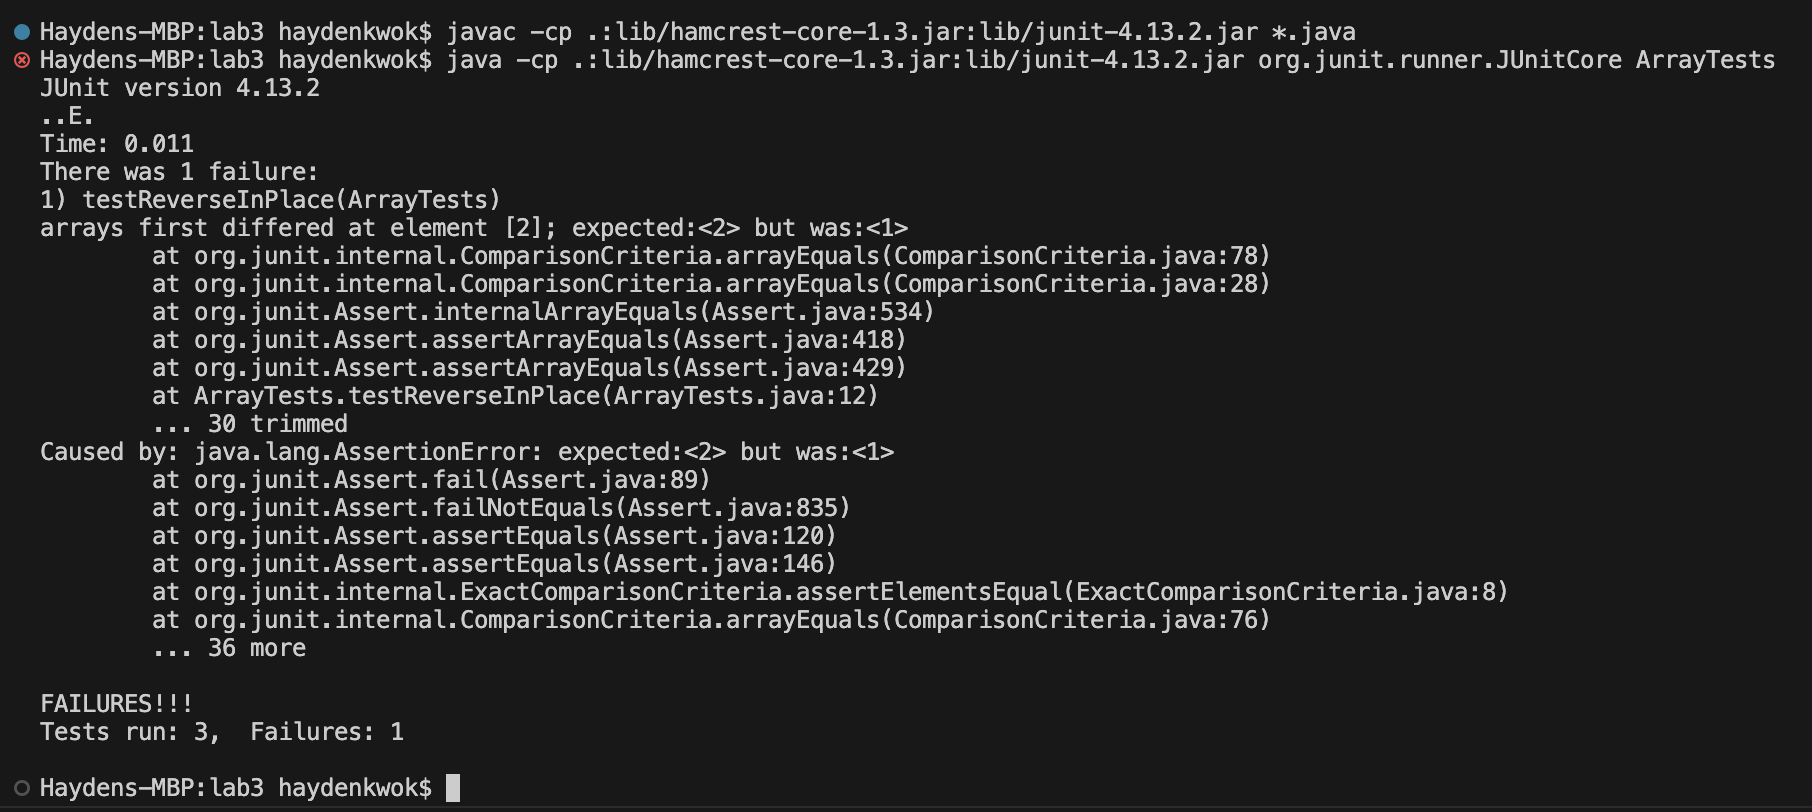 Haydens-MBP:lab3 haydenkwok$ javac -cp .:lib/hamcrest-core-1.3.jar:lib/junit-4.13.2.jar *.java
Haydens-MBP:lab3 haydenkwok$ java -cp .:lib/hamcrest-core-1.3.jar:lib/junit-4.13.2.jar org.junit.runner.JUnitCore ArrayTests
JUnit version 4.13.2
..E.
Time: 0.011
There was 1 failure:
1) testReverseInPlace(ArrayTests)
arrays first differed at element [2]; expected:<2> but was:<1>
        at org.junit.internal.ComparisonCriteria.arrayEquals(ComparisonCriteria.java:78)
        at org.junit.internal.ComparisonCriteria.arrayEquals(ComparisonCriteria.java:28)
        at org.junit.Assert.internalArrayEquals(Assert.java:534)
        at org.junit.Assert.assertArrayEquals(Assert.java:418)
        at org.junit.Assert.assertArrayEquals(Assert.java:429)
        at ArrayTests.testReverseInPlace(ArrayTests.java:12)
        ... 30 trimmed
Caused by: java.lang.AssertionError: expected:<2> but was:<1>
        at org.junit.Assert.fail(Assert.java:89)
        at org.junit.Assert.failNotEquals(Assert.java:835)
        at org.junit.Assert.assertEquals(Assert.java:120)
        at org.junit.Assert.assertEquals(Assert.java:146)
        at org.junit.internal.ExactComparisonCriteria.assertElementsEqual(ExactComparisonCriteria.java:8)
        at org.junit.internal.ComparisonCriteria.arrayEquals(ComparisonCriteria.java:76)
        ... 36 more

FAILURES!!!
Tests run: 3,  Failures: 1

Haydens-MBP:lab3 haydenkwok$